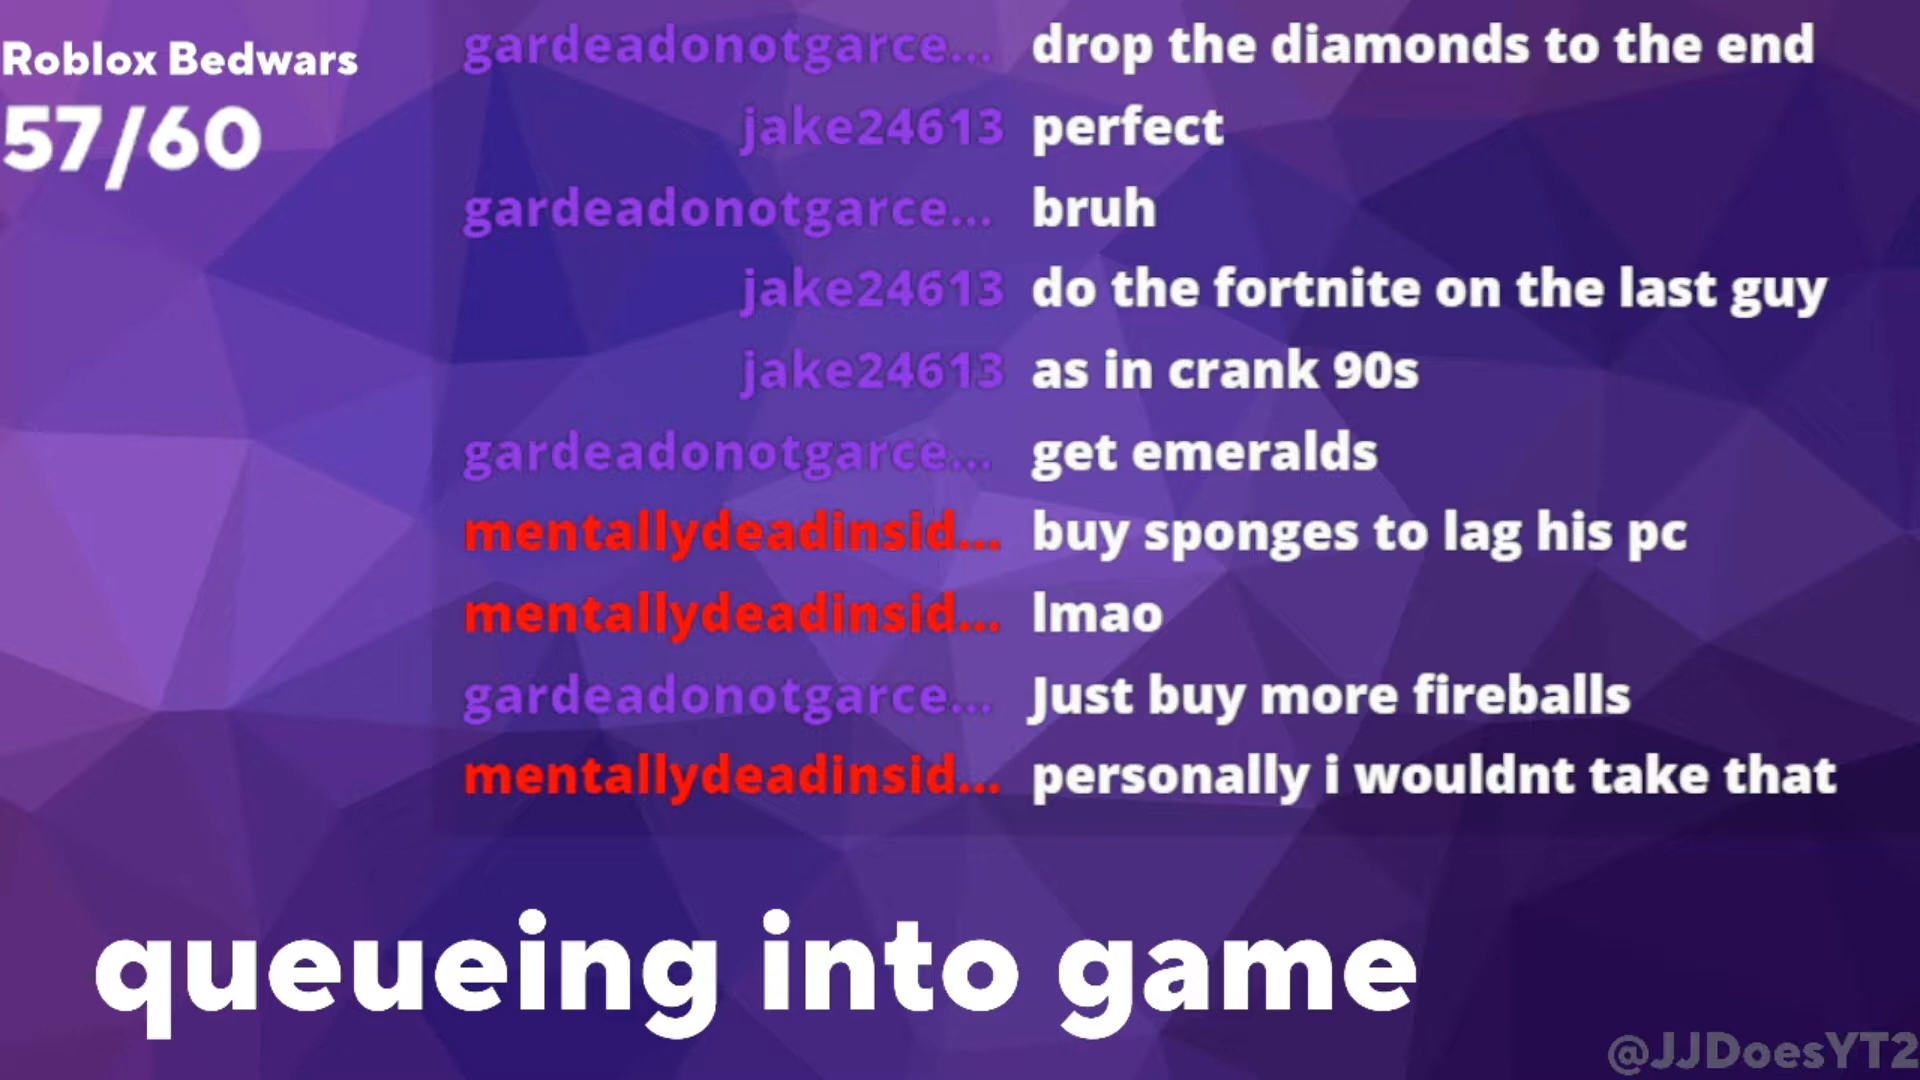 Roblox Bedwars
57/60
gardeadonotgarce... drop the diamonds to the end
jake24613 perfect
gardeadonotgarce... bruh
jake24613 do the fortnite on the last guy
jake24613 as in crank 90s
gardeadonotgarce... get emeralds
mentallydeadinsid... buy sponges to lag his pc
mentallydeadinsid... lmao
gardeadonotgarce... Just buy more fireballs
mentallydeadinsid... personally i wouldnt take that
queueing into game
@JJDoesYT2